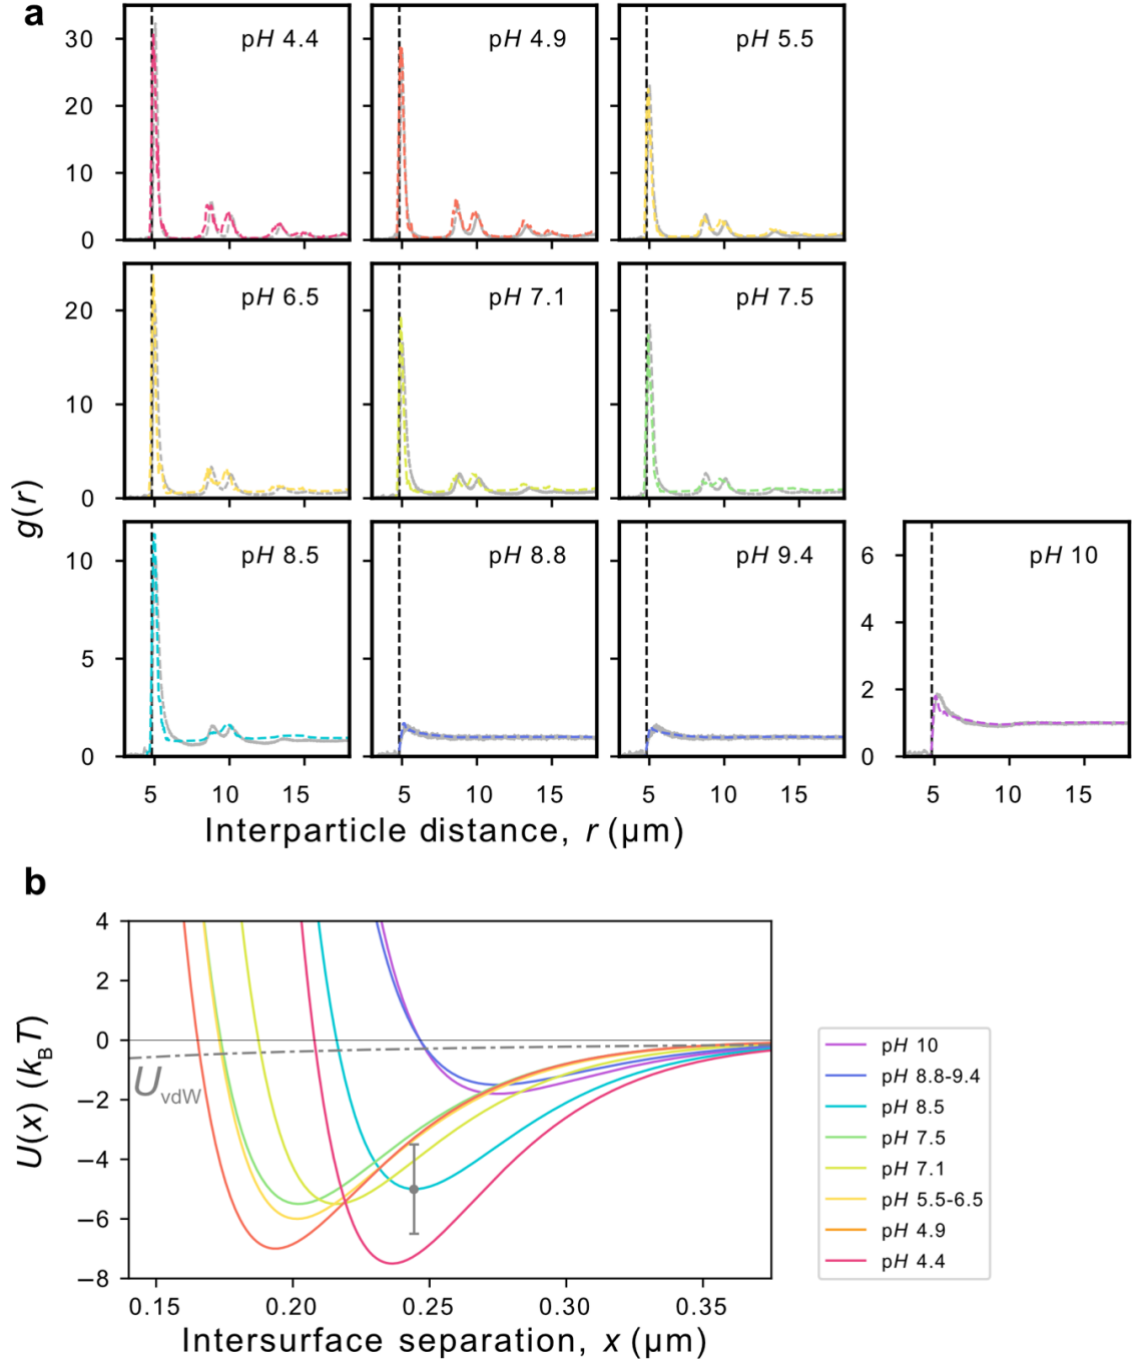 a
pH 4.4
pH 4.9
pH 5.5
30
20
10
0
pH 6.5
pH 7.1
pH 7.5
20
10
0
g(r)
pH 8.5
pH 8.8
pH 9.4
pH 10
10
5
0
6
4
2
0
5 10 15
5 10 15
5 10 15
5 10 15
Interparticle distance, r (μm)
b
4
2
0
−2
−4
−6
−8
U(x) (kBT)
UvdW
pH 10
pH 8.8-9.4
pH 8.5
pH 7.5
pH 7.1
pH 5.5-6.5
pH 4.9
pH 4.4
0.15 0.20 0.25 0.30 0.35
Intersurface separation, x (μm)